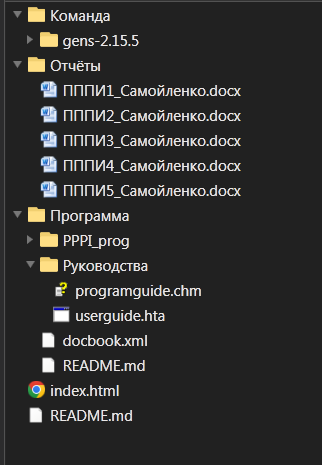 Команда
gens-2.15.5
Отчёты
ПППИ1_Самойленко.docx
ПППИ2_Самойленко.docx
ПППИ3_Самойленко.docx
ПППИ4_Самойленко.docx
ПППИ5_Самойленко.docx
Программа
PPPI_prog
Руководства
programguide.chm
userguide.hta
docbook.xml
README.md
index.html
README.md